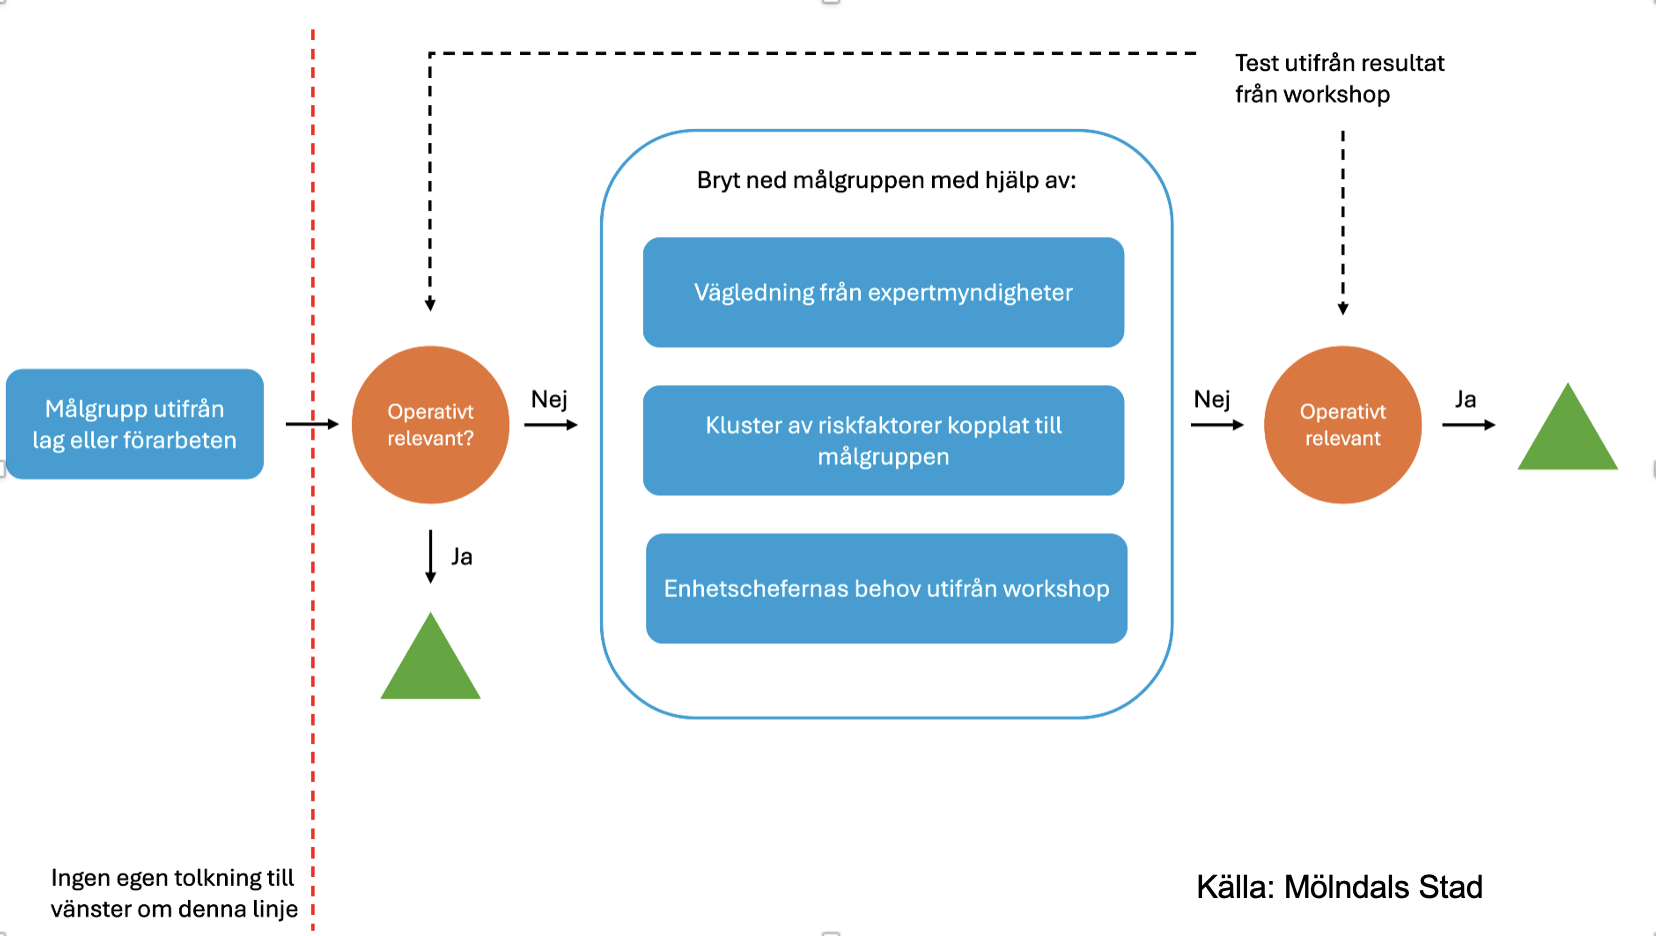 Test utifrån resultat
från workshop
Bryt ned målgruppen med hjälp av:
Vägledning från expertmyndigheter
Målgrupp utifrån
lag eller förarbeten
Operativt
relevant?
Nej
Kluster av riskfaktorer kopplat till
målgruppen
Nej
Operativt
relevant
Ja
Ja
Enhetschefernas behov utifrån workshop
Ingen egen tolkning till
vänster om denna linje
Källa: Mölndals Stad